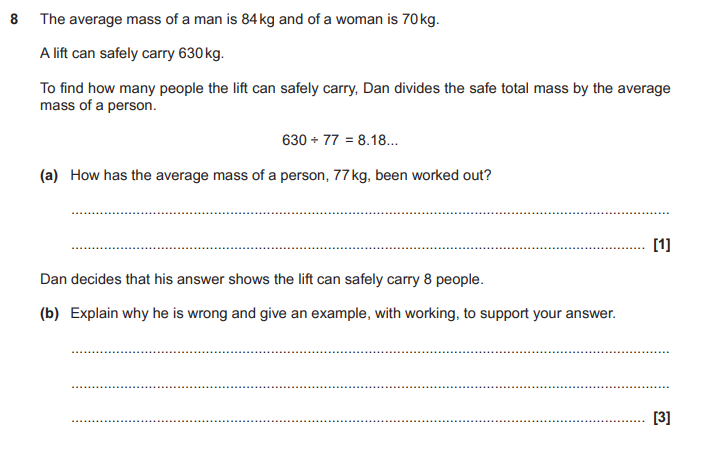 8 The average mass of a man is 84 kg and of a woman is 70 kg.
A lift can safely carry 630 kg.
To find how many people the lift can safely carry, Dan divides the safe total mass by the average
mass of a person.
630 ÷ 77 = 8.18...
(a) How has the average mass of a person, 77 kg, been worked out?
................................................................................
................................................................................ [1]
Dan decides that his answer shows the lift can safely carry 8 people.
(b) Explain why he is wrong and give an example, with working, to support your answer.
................................................................................
................................................................................
................................................................................ [3]